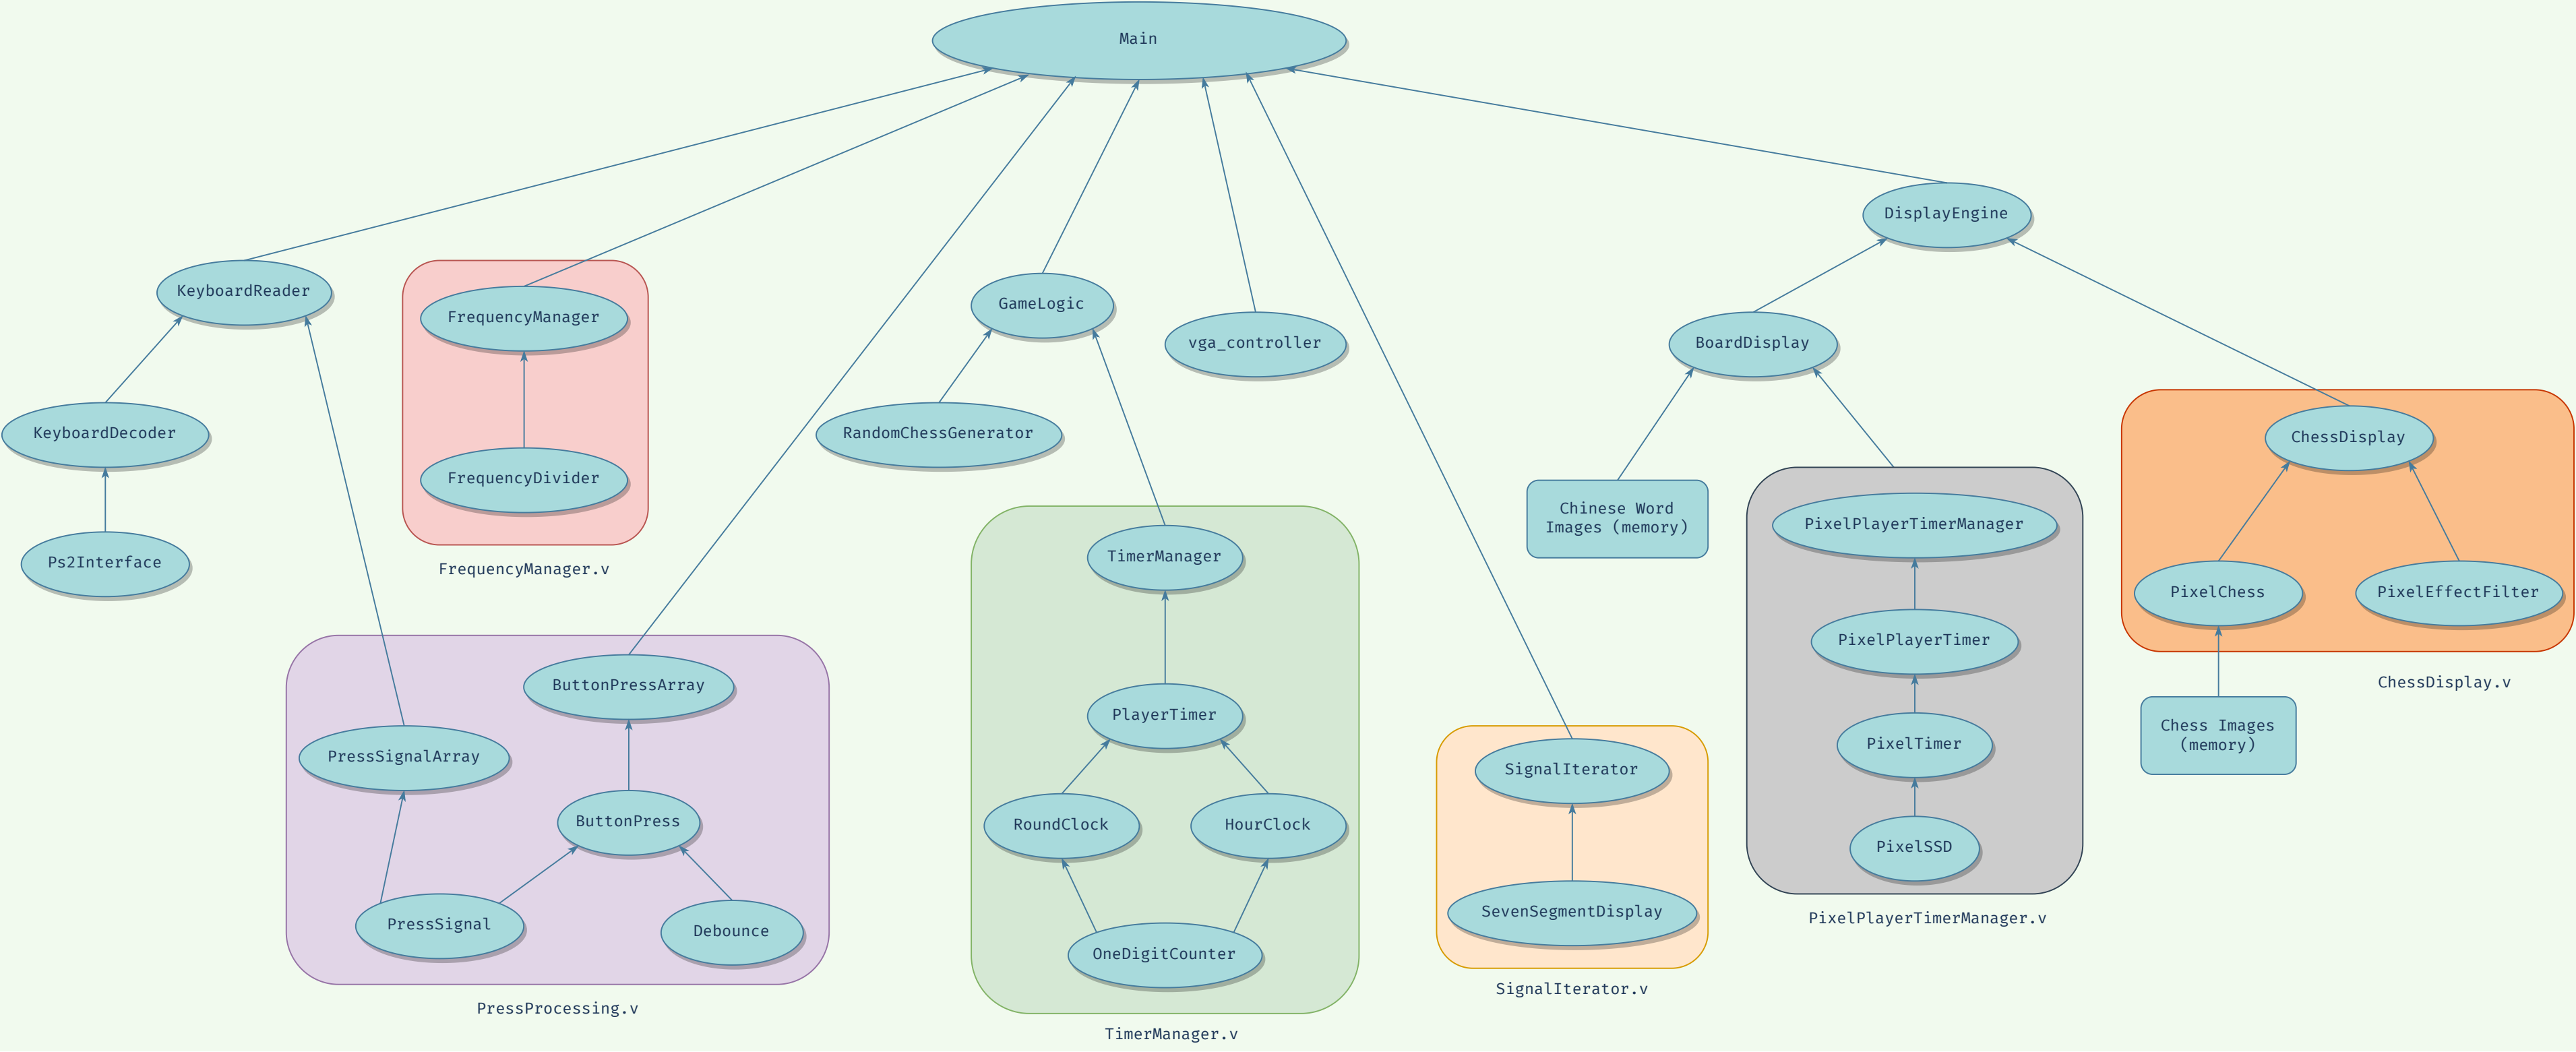 Main
DisplayEngine
KeyboardReader
FrequencyManager
GameLogic
vga_controller
BoardDisplay
KeyboardDecoder
FrequencyDivider
RandomChessGenerator
ChessDisplay
Chinese Word
Images (memory)
PixelPlayerTimerManager
Ps2Interface
FrequencyManager.v
TimerManager
PixelChess
PixelEffectFilter
PixelPlayerTimer
ButtonPressArray
ChessDisplay.v
PressSignalArray
PlayerTimer
PixelTimer
Chess Images
(memory)
SignalIterator
ButtonPress
RoundClock
HourClock
PixelSSD
PressSignal
Debounce
SevenSegmentDisplay
PixelPlayerTimerManager.v
OneDigitCounter
SignalIterator.v
PressProcessing.v
TimerManager.v